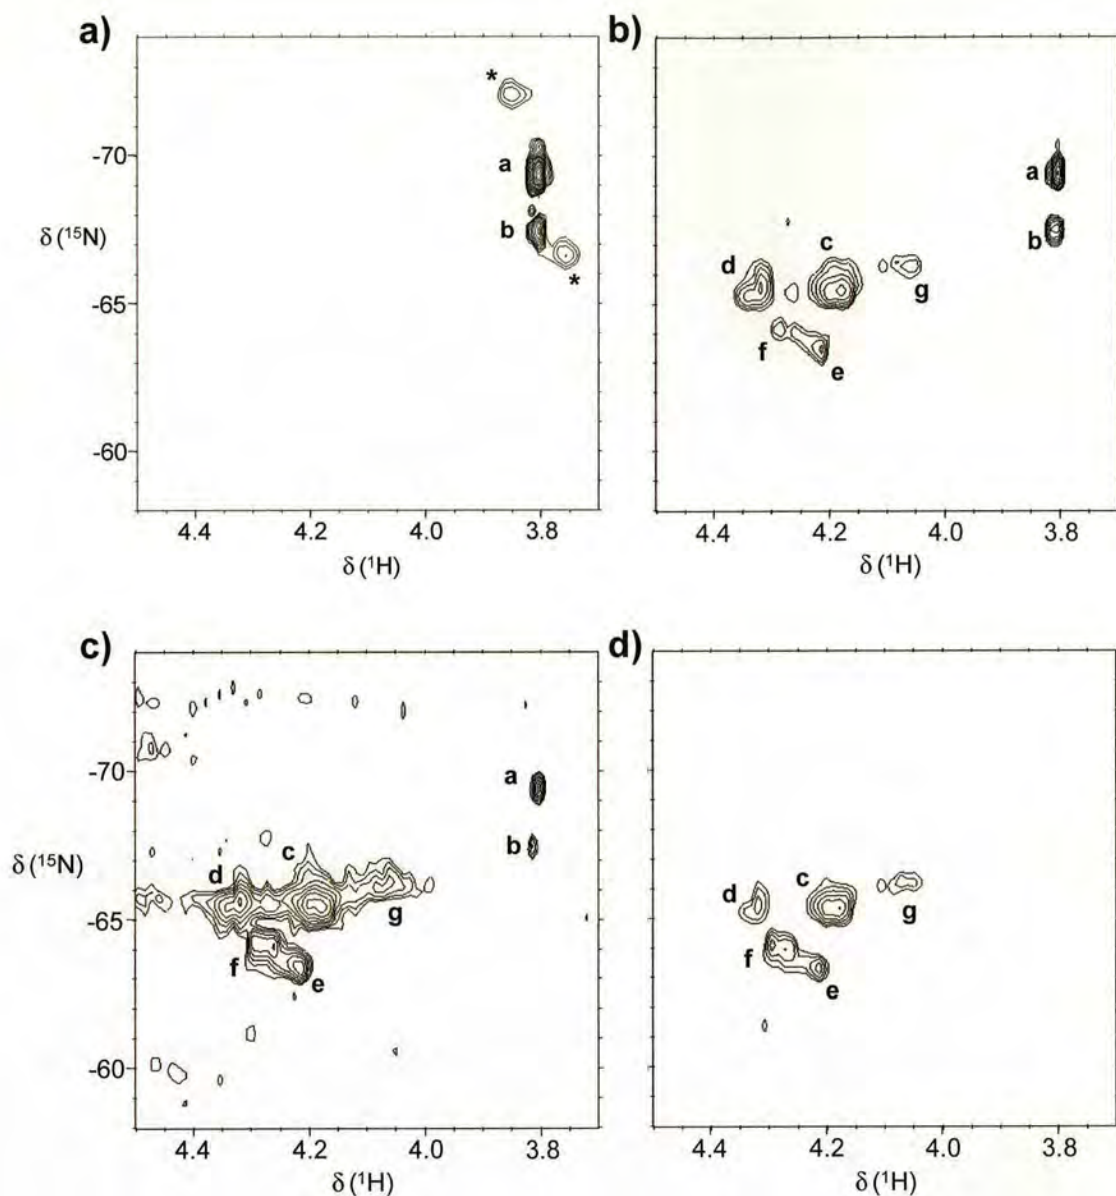 a)
*
a
b
*
-70
-65
-60
δ (¹⁵N)
4.4 4.2 4.0 3.8
δ (¹H)
b)
a
b
c
d
g
f
e
4.4 4.2 4.0 3.8
δ (¹H)
c)
a
b
c
d
g
f
e
-70
-65
-60
δ (¹⁵N)
4.4 4.2 4.0 3.8
δ (¹H)
d)
d
c
g
f
e
4.4 4.2 4.0 3.8
δ (¹H)